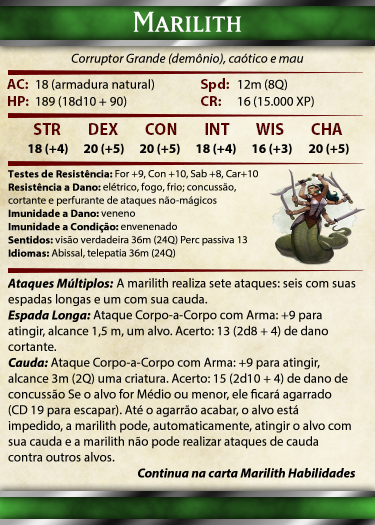 MARILITH
Corruptor Grande (demônio), caótico e mau
AC: 18 (armadura natural) Spd: 12m (8Q)
HP: 189 (18d10 + 90) CR: 16 (15.000 XP)
STR DEX CON INT WIS CHA
18 (+4) 20 (+5) 20 (+5) 18 (+4) 16 (+3) 20 (+5)
Testes de Resistência: For +9, Con +10, Sab +8, Car+10
Resistência a Dano: elétrico, fogo, frio; concussão,
cortante e perfurante de ataques não-mágicos
Imunidade a Dano: veneno
Imunidade a Condição: envenenado
Sentidos: visão verdadeira 36m (24Q) Perc passiva 13
Idiomas: Abissal, telepatia 36m (24Q)
Ataques Múltiplos: A marilith realiza sete ataques: seis com suas
espadas longas e um com sua cauda.
Espada Longa: Ataque Corpo-a-Corpo com Arma: +9 para
atingir, alcance 1,5 m, um alvo. Acerto: 13 (2d8 + 4) de dano
cortante.
Cauda: Ataque Corpo-a-Corpo com Arma: +9 para atingir,
alcance 3m (2Q) uma criatura. Acerto: 15 (2d10 + 4) de dano de
concussão Se o alvo for Médio ou menor, ele ficará agarrado
(CD 19 para escapar). Até o agarrão acabar, o alvo está
impedido, a marilith pode, automaticamente, atingir o alvo com
sua cauda e a marilith não pode realizar ataques de cauda
contra outros alvos.
Continua na carta Marilith Habilidades